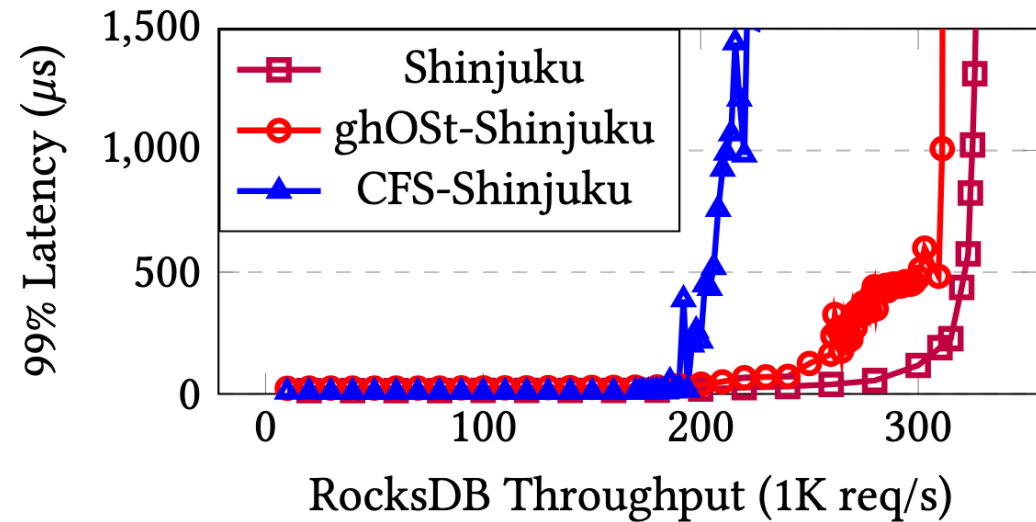 99% Latency (μs)
1,500
1,000
500
0
Shinjuku
ghOSt-Shinjuku
CFS-Shinjuku
0 100 200 300
RocksDB Throughput (1K req/s)